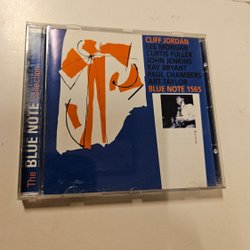 CLIFF JORDAN
LEE MORGAN
CURTIS FULLER
JOHN JENKINS
RAY BRYANT
PAUL CHAMBERS
ART TAYLOR
BLUE NOTE 1565
The BLUE NOTE collection